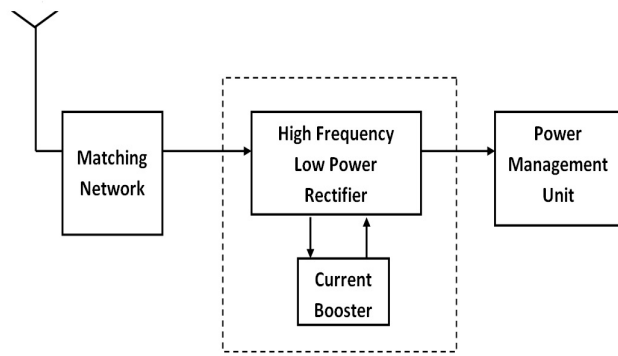 Matching
Network
High Frequency
Low Power
Rectifier
Power
Management
Unit
Current
Booster